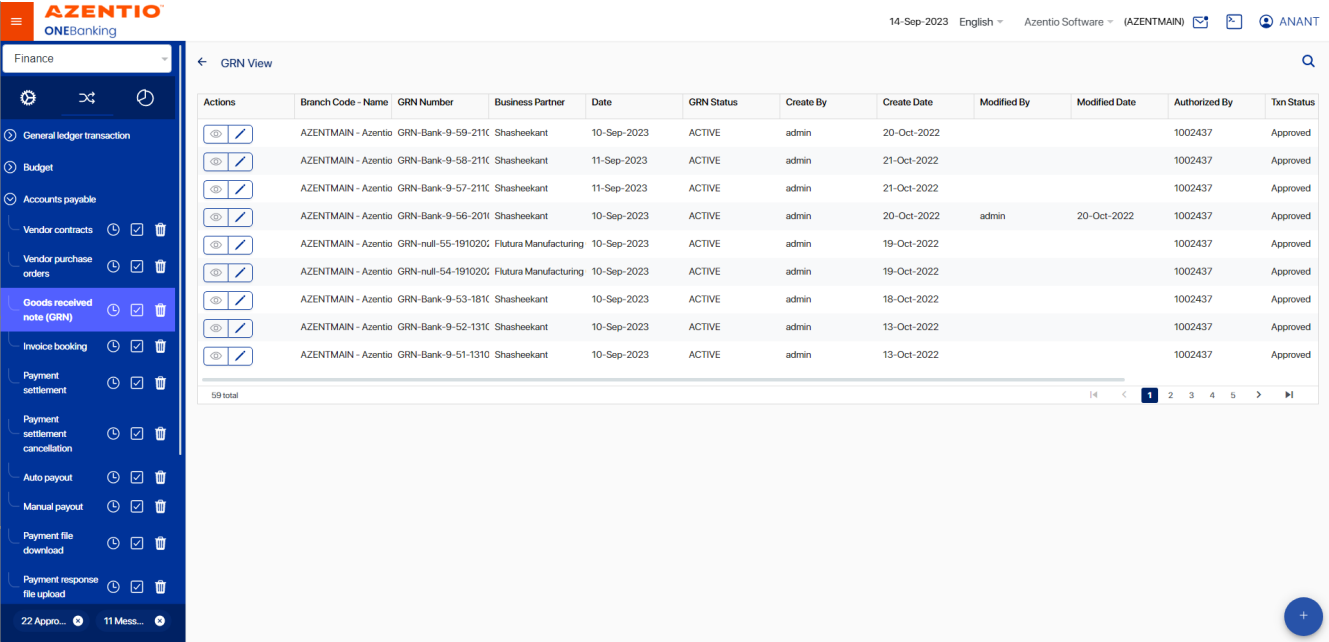 AZENTIO
ONEBanking
14-Sep-2023 English Azentio Software (AZENTMAIN) ANANT
Finance
General ledger transaction
Budget
Accounts payable
Vendor contracts
Vendor purchase
orders
Goods received
note (GRN)
Invoice booking
Payment
settlement
Payment
settlement
cancellation
Auto payout
Manual payout
Payment file
download
Payment response
file upload
22 Appro... 11 Mess...
GRN View
Actions Branch Code - Name GRN Number Business Partner Date GRN Status Create By Create Date Modified By Modified Date Authorized By Txn Status
AZENTMAIN - Azentio GRN-Bank-9-59-211 Shasheekant 10-Sep-2023 ACTIVE admin 20-Oct-2022 1002437 Approved
AZENTMAIN - Azentio GRN-Bank-9-58-211 Shasheekant 11-Sep-2023 ACTIVE admin 21-Oct-2022 1002437 Approved
AZENTMAIN - Azentio GRN-Bank-9-57-211 Shasheekant 11-Sep-2023 ACTIVE admin 21-Oct-2022 1002437 Approved
AZENTMAIN - Azentio GRN-Bank-9-56-201 Shasheekant 10-Sep-2023 ACTIVE admin 20-Oct-2022 admin 20-Oct-2022 1002437 Approved
AZENTMAIN - Azentio GRN-null-55-191020 Flutura Manufacturing 10-Sep-2023 ACTIVE admin 19-Oct-2022 1002437 Approved
AZENTMAIN - Azentio GRN-null-54-191020 Flutura Manufacturing 10-Sep-2023 ACTIVE admin 19-Oct-2022 1002437 Approved
AZENTMAIN - Azentio GRN-Bank-9-53-181 Shasheekant 10-Sep-2023 ACTIVE admin 18-Oct-2022 1002437 Approved
AZENTMAIN - Azentio GRN-Bank-9-52-131 Shasheekant 10-Sep-2023 ACTIVE admin 13-Oct-2022 1002437 Approved
AZENTMAIN - Azentio GRN-Bank-9-51-1310 Shasheekant 10-Sep-2023 ACTIVE admin 13-Oct-2022 1002437 Approved
59 total 1 2 3 4 5